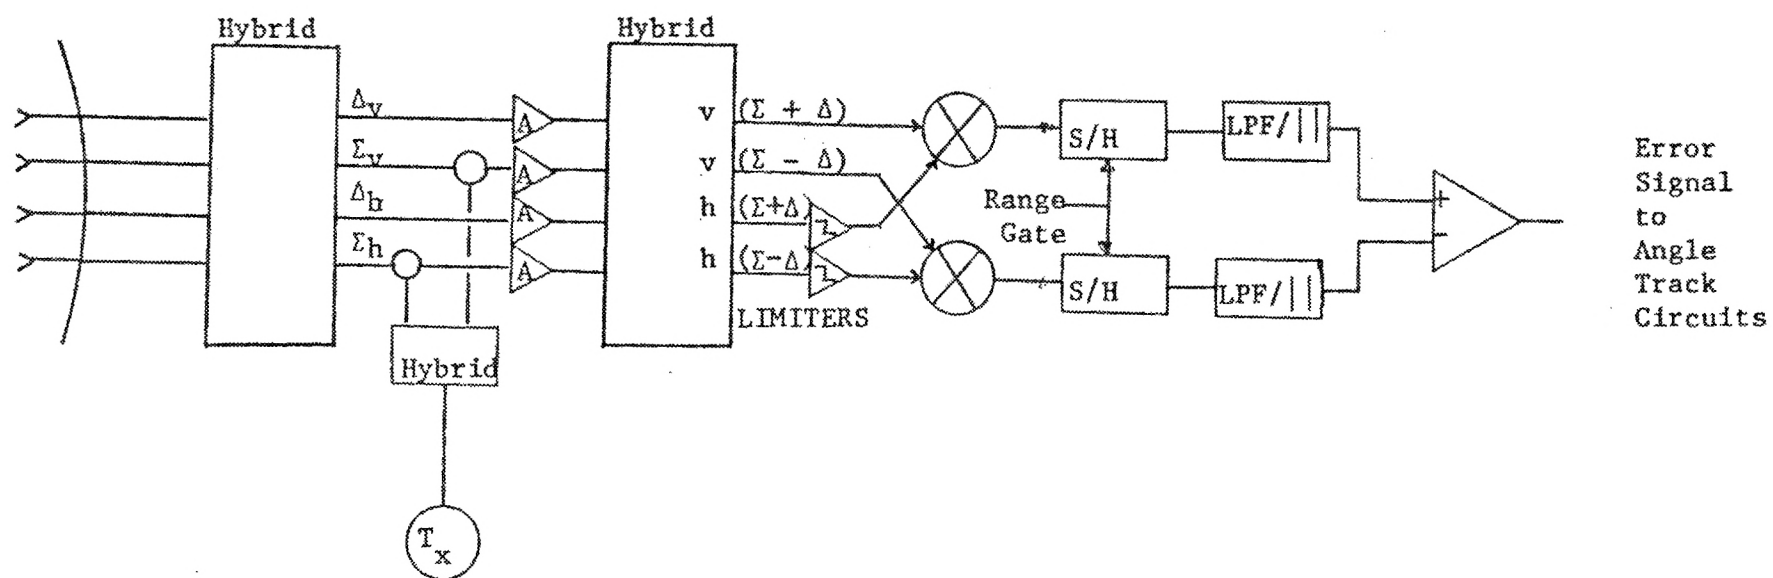 Hybrid
Hybrid
Δv
Σv
Δh
Σh
A
A
A
A
v (Σ + Δ)
v (Σ - Δ)
h (Σ+Δ)
h (Σ-Δ)
LIMITERS
S/H
S/H
Range
Gate
LPF/||
LPF/||
+
-
Error
Signal
to
Angle
Track
Circuits
Hybrid
Tx